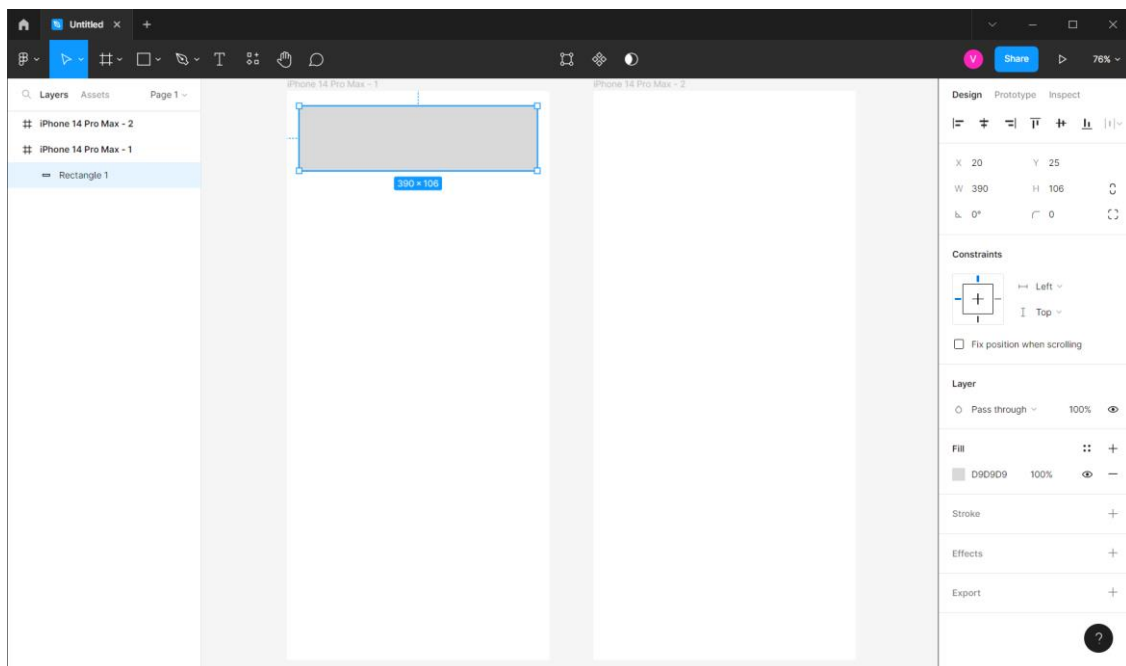 Untitled
V
Share
76%
Layers
Assets
Page 1
iPhone 14 Pro Max - 2
iPhone 14 Pro Max - 1
Rectangle 1
iPhone 14 Pro Max - 1
390 × 106
iPhone 14 Pro Max - 2
Design Prototype Inspect
X 20 Y 25
W 390 H 106
0° 0
Constraints
Left
Top
Fix position when scrolling
Layer
Pass through 100%
Fill
D9D9D9 100%
Stroke
Effects
Export
?